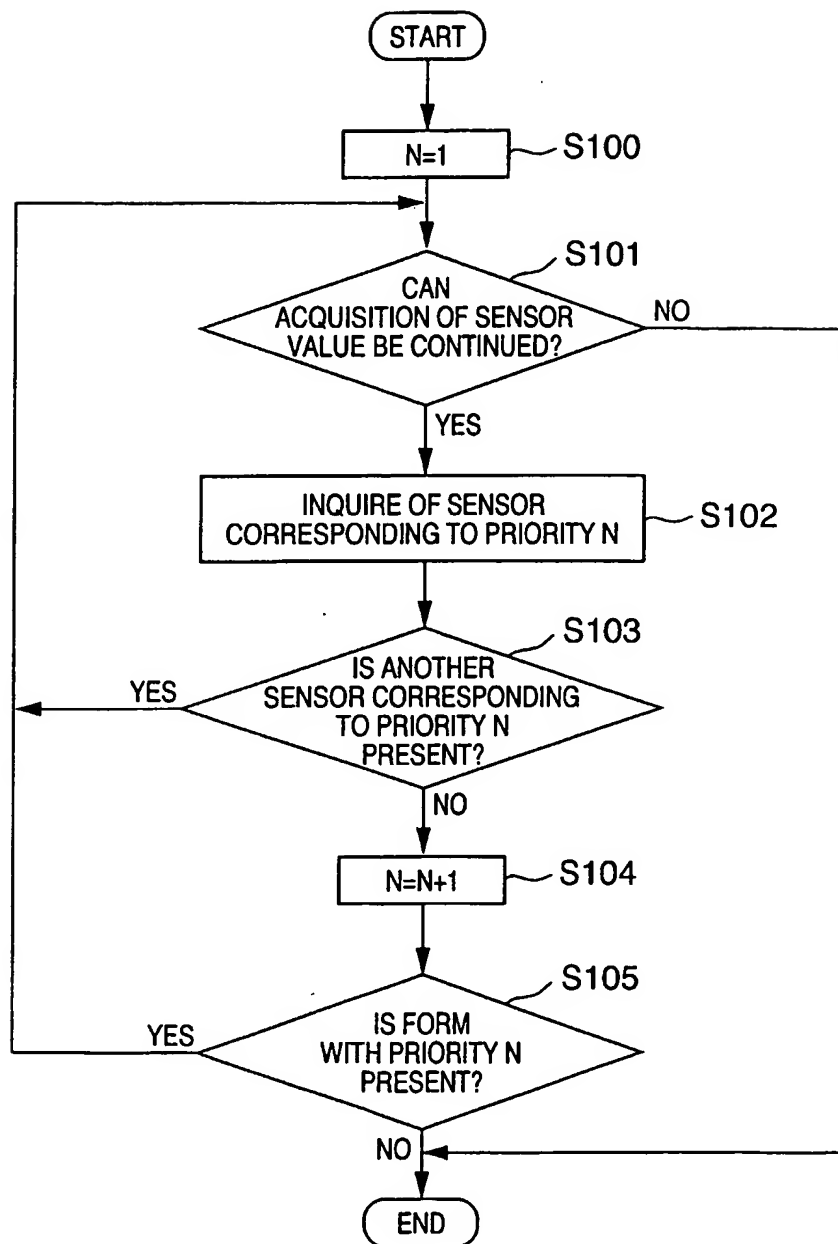 START
N=1
S100
S101
CAN
ACQUISITION OF SENSOR
VALUE BE CONTINUED?
NO
YES
INQUIRE OF SENSOR
CORRESPONDING TO PRIORITY N
S102
S103
IS ANOTHER
SENSOR CORRESPONDING
TO PRIORITY N
PRESENT?
YES
NO
N=N+1
S104
S105
IS FORM
WITH PRIORITY N
PRESENT?
YES
NO
END